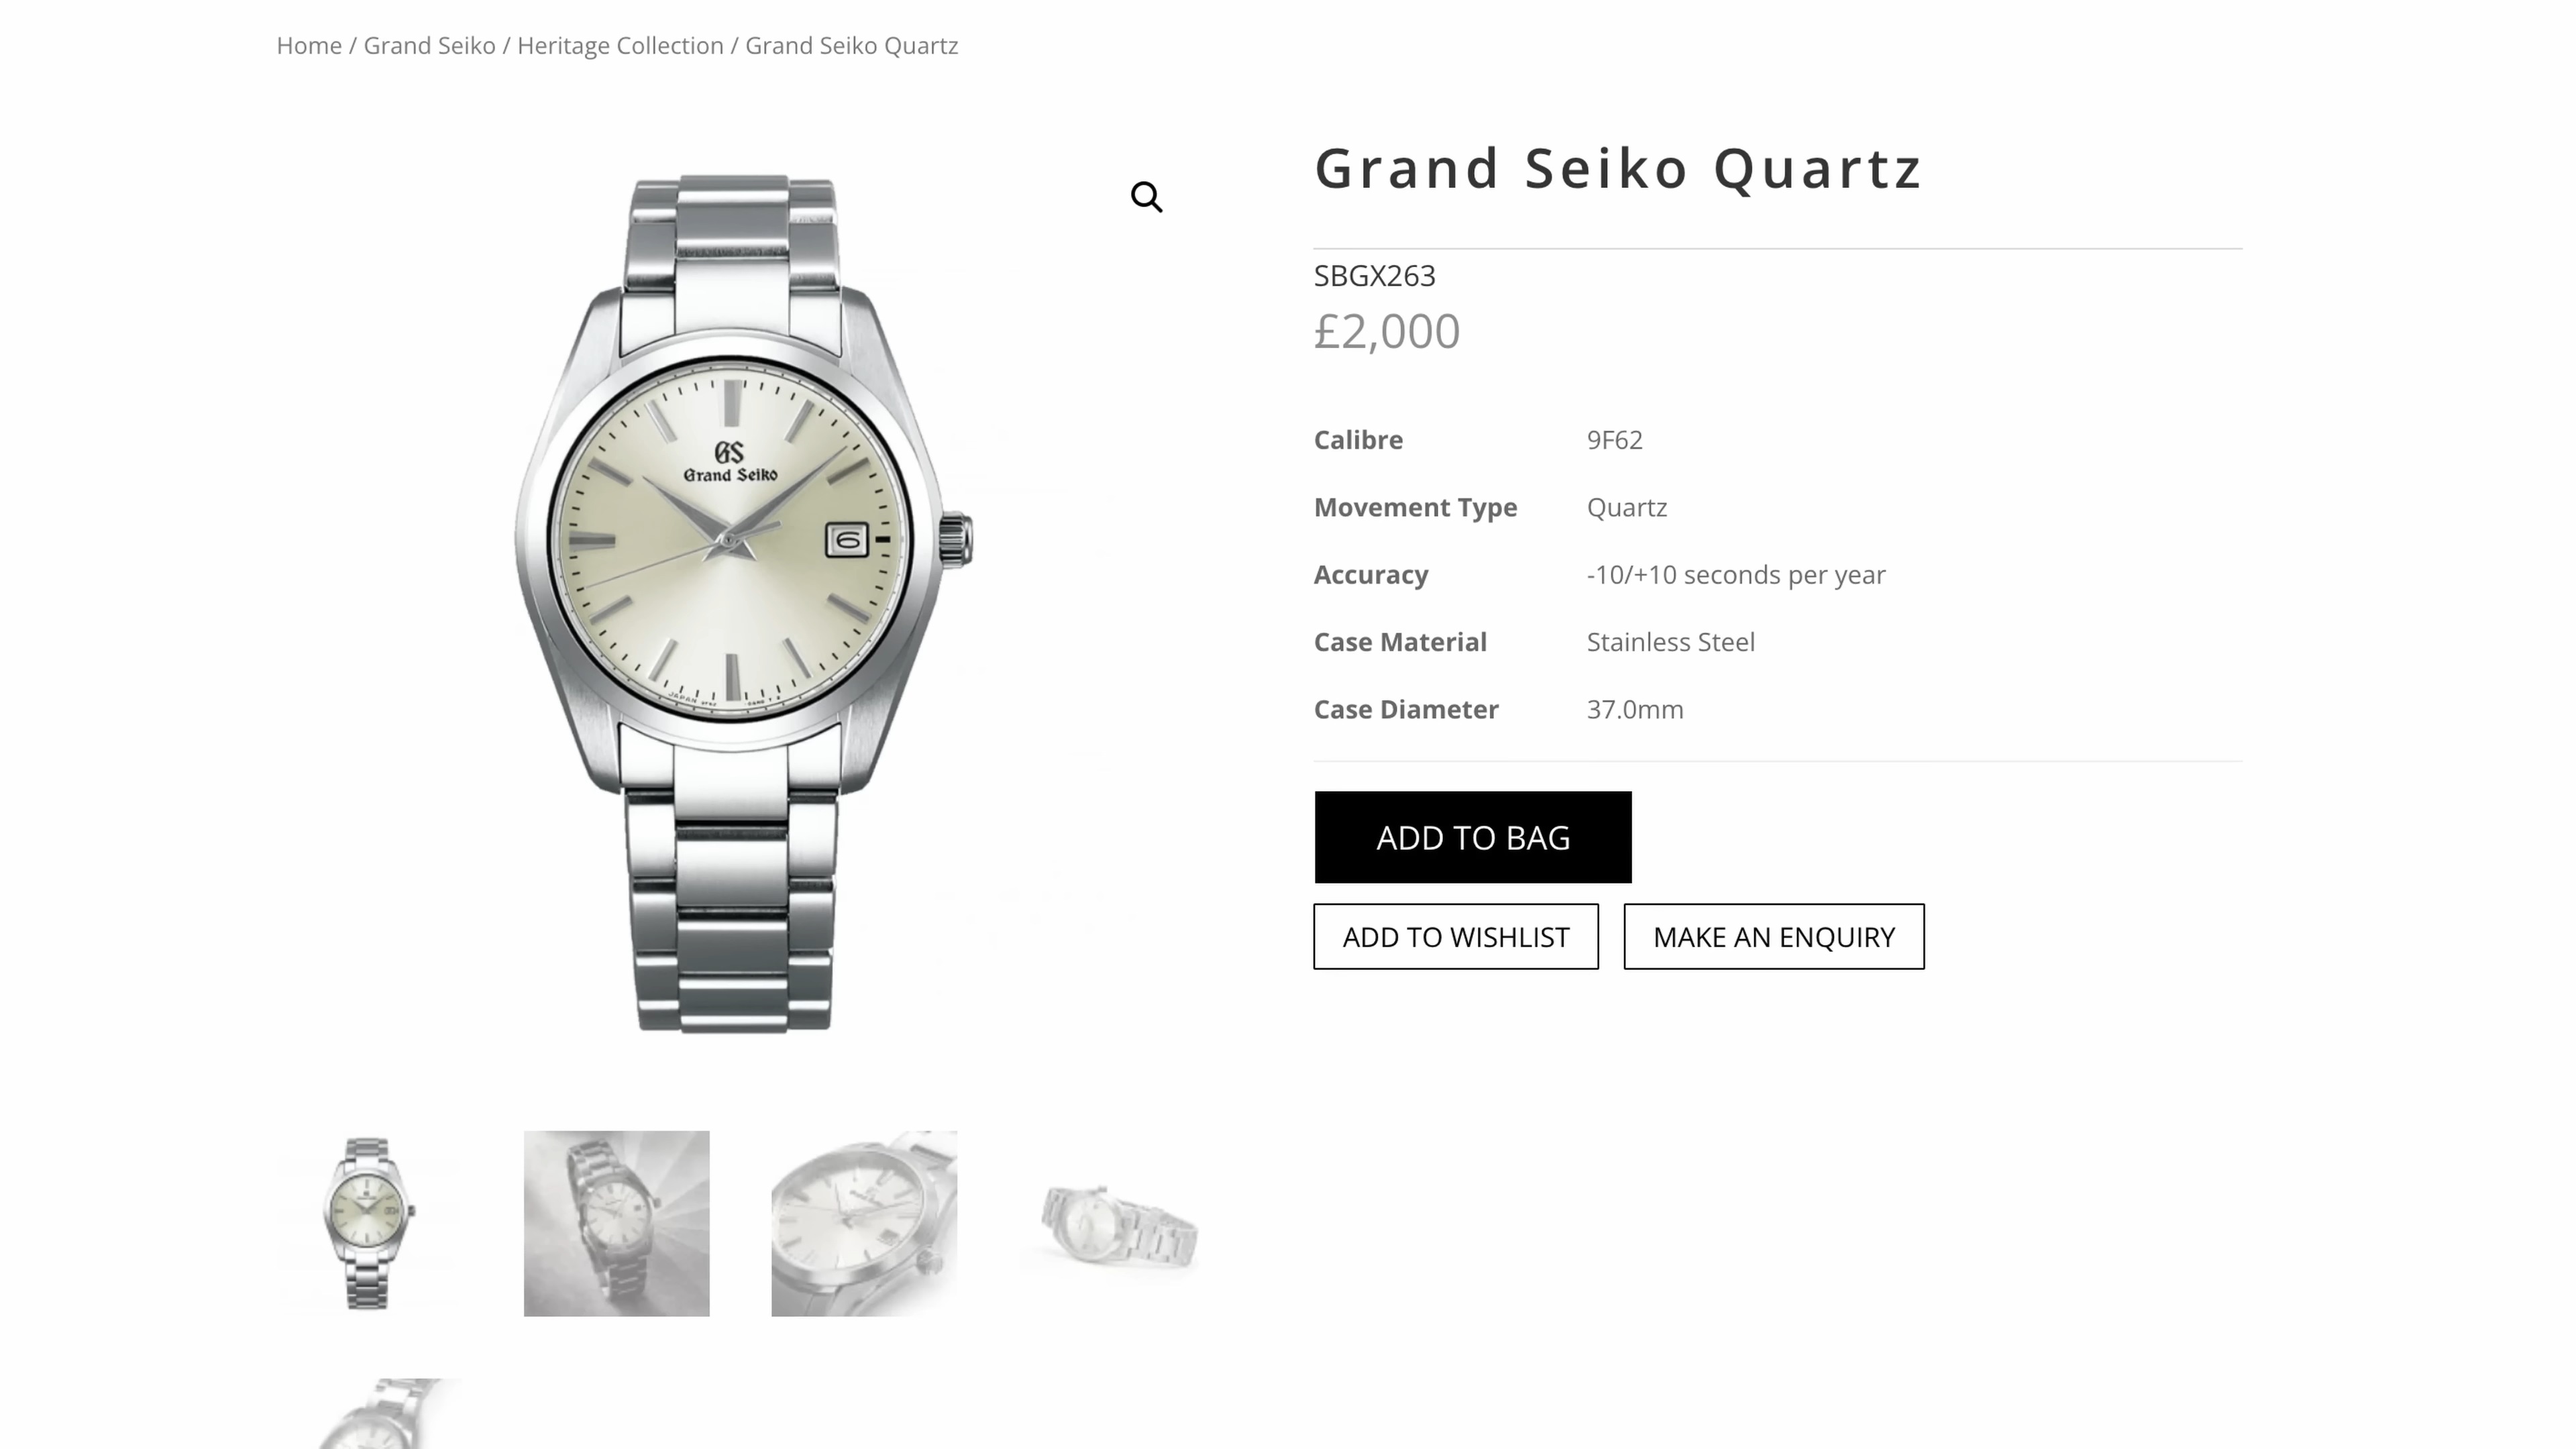 Home / Grand Seiko / Heritage Collection / Grand Seiko Quartz
GS
Grand Seiko
6
JAPAN
Grand Seiko Quartz
SBGX263
£2,000
Calibre 9F62
Movement Type Quartz
Accuracy -10/+10 seconds per year
Case Material Stainless Steel
Case Diameter 37.0mm
ADD TO BAG
ADD TO WISHLIST MAKE AN ENQUIRY